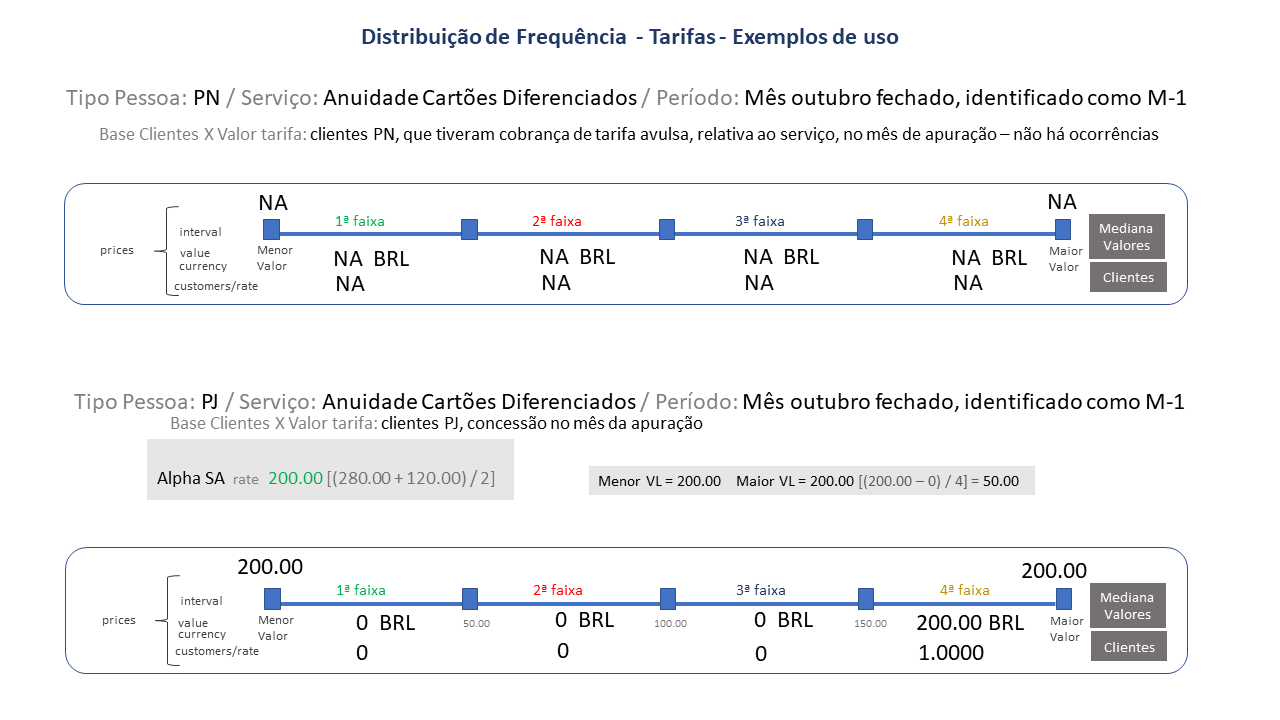 Distribuição de Frequência - Tarifas - Exemplos de uso
Tipo Pessoa: PN / Serviço: Anuidade Cartões Diferenciados / Período: Mês outubro fechado, identificado como M-1
Base Clientes X Valor tarifa: clientes PN, que tiveram cobrança de tarifa avulsa, relativa ao serviço, no mês de apuração – não há ocorrências
NA NA
1ª faixa 2ª faixa 3ª faixa 4ª faixa
prices
interval
value
currency
customers/rate
Menor
Valor
NA BRL NA BRL NA BRL NA BRL
NA NA NA NA
Maior
Valor
Mediana
Valores
Clientes
Tipo Pessoa: PJ / Serviço: Anuidade Cartões Diferenciados / Período: Mês outubro fechado, identificado como M-1
Base Clientes X Valor tarifa: clientes PJ, concessão no mês da apuração
Alpha SA rate 200.00 [(280.00 + 120.00) / 2]
Menor VL = 200.00 Maior VL = 200.00 [(200.00 – 0) / 4] = 50.00
200.00 200.00
1ª faixa 2ª faixa 3ª faixa 4ª faixa
prices
interval
value
currency
customers/rate
Menor
Valor
0 BRL 50.00 0 BRL 100.00 0 BRL 150.00 200.00 BRL
0 0 0 1.0000
Maior
Valor
Mediana
Valores
Clientes